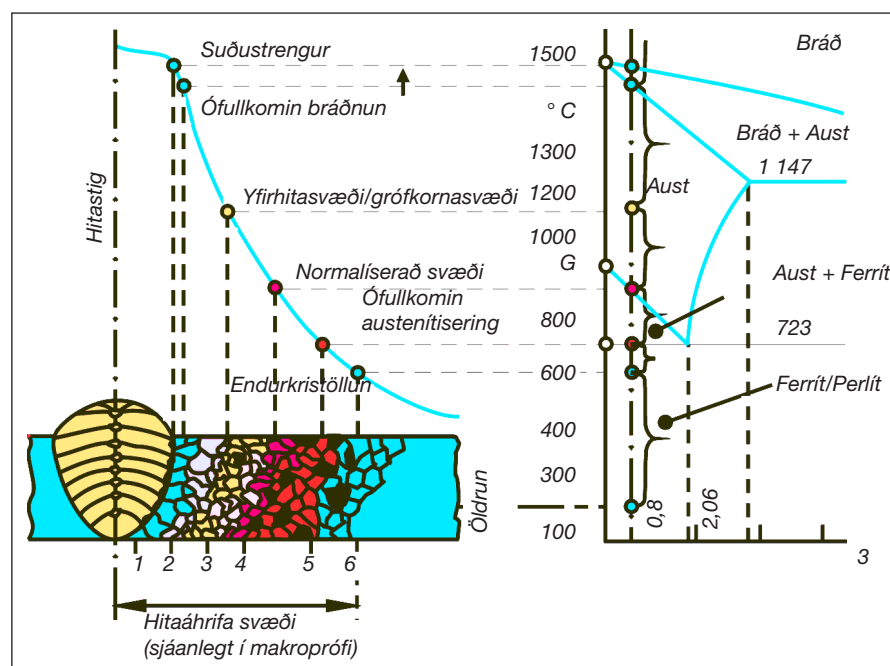 Hitastig
Suðustrengur
Ófullkomin bráðnun
Yfirhitasvæði/grófkornasvæði
Normalíserað svæði
Ófullkomin
austenítisering
Endurkristöllun
Öldrun
1 2 3 4 5 6
Hitaáhrifa svæði
(sjáanlegt í makroprófi)
1500
° C
1300
1200
1000
G
800
600
400
300
100
Bráð
Bráð + Aust
1 147
Aust
Aust + Ferrít
723
Ferrít/Perlít
0,8
2,06
3